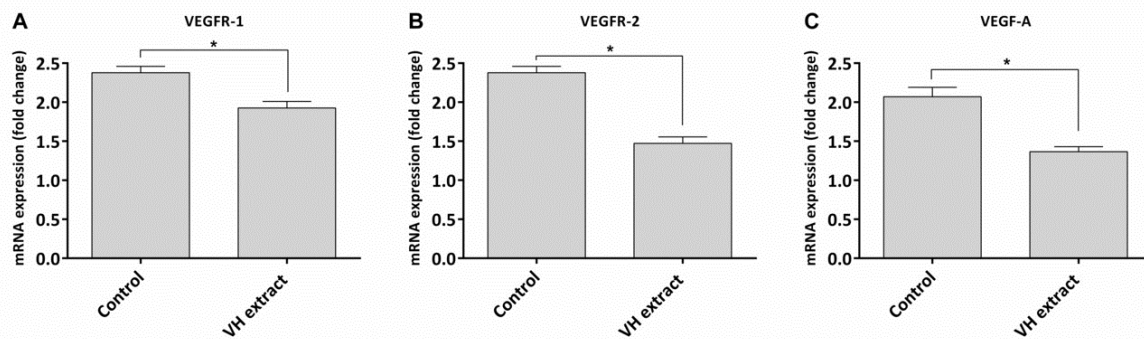 A
VEGFR-1
*
mRNA expression (fold change)
2.5
2.0
1.5
1.0
0.5
0.0
Control
VH extract
B
VEGFR-2
*
mRNA expression (fold change)
2.5
2.0
1.5
1.0
0.5
0.0
Control
VH extract
C
VEGF-A
*
mRNA expression (fold change)
2.5
2.0
1.5
1.0
0.5
0.0
Control
VH extract